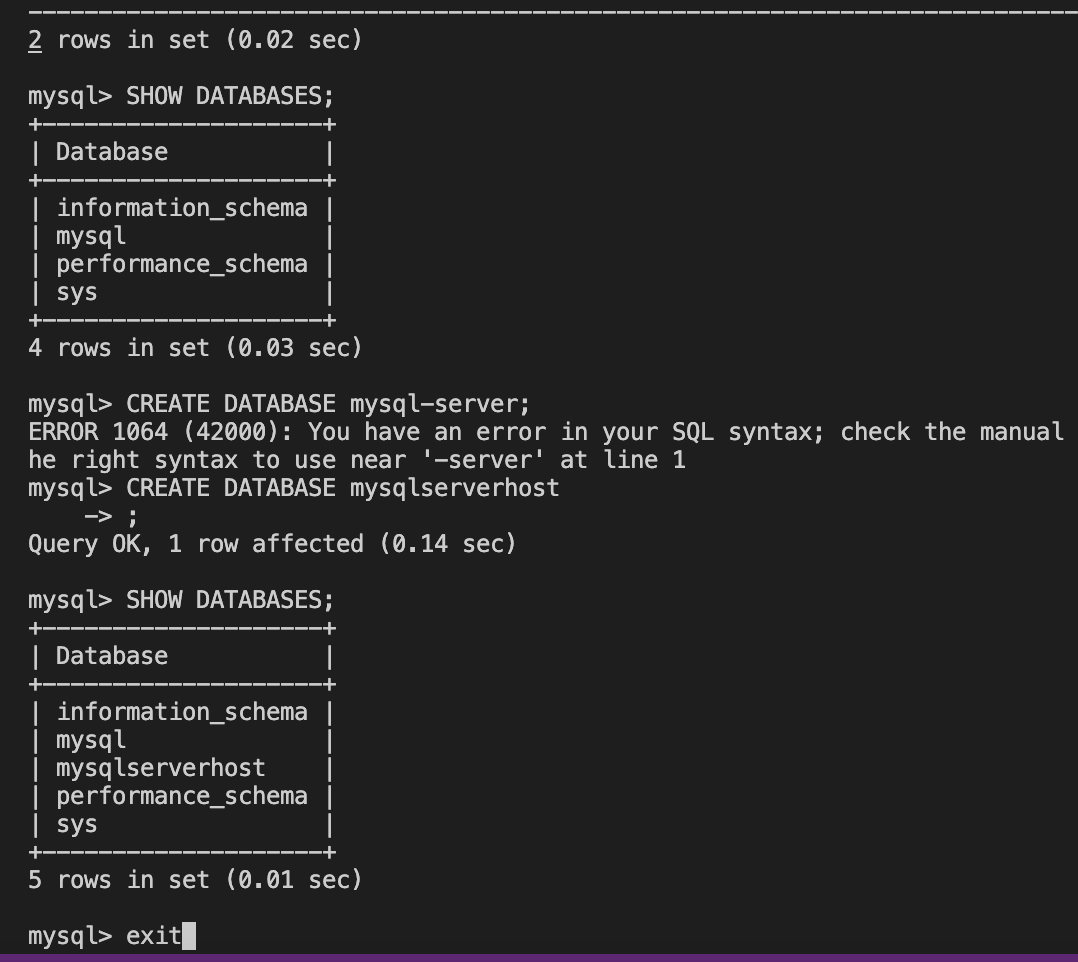 2 rows in set (0.02 sec)
mysql> SHOW DATABASES;
+--------------------+
| Database           |
+--------------------+
| information_schema |
| mysql              |
| performance_schema |
| sys                |
+--------------------+
4 rows in set (0.03 sec)
mysql> CREATE DATABASE mysql-server;
ERROR 1064 (42000): You have an error in your SQL syntax; check the manual
he right syntax to use near '-server' at line 1
mysql> CREATE DATABASE mysqlserverhost
    -> ;
Query OK, 1 row affected (0.14 sec)
mysql> SHOW DATABASES;
+--------------------+
| Database           |
+--------------------+
| information_schema |
| mysql              |
| mysqlserverhost    |
| performance_schema |
| sys                |
+--------------------+
5 rows in set (0.01 sec)
mysql> exit